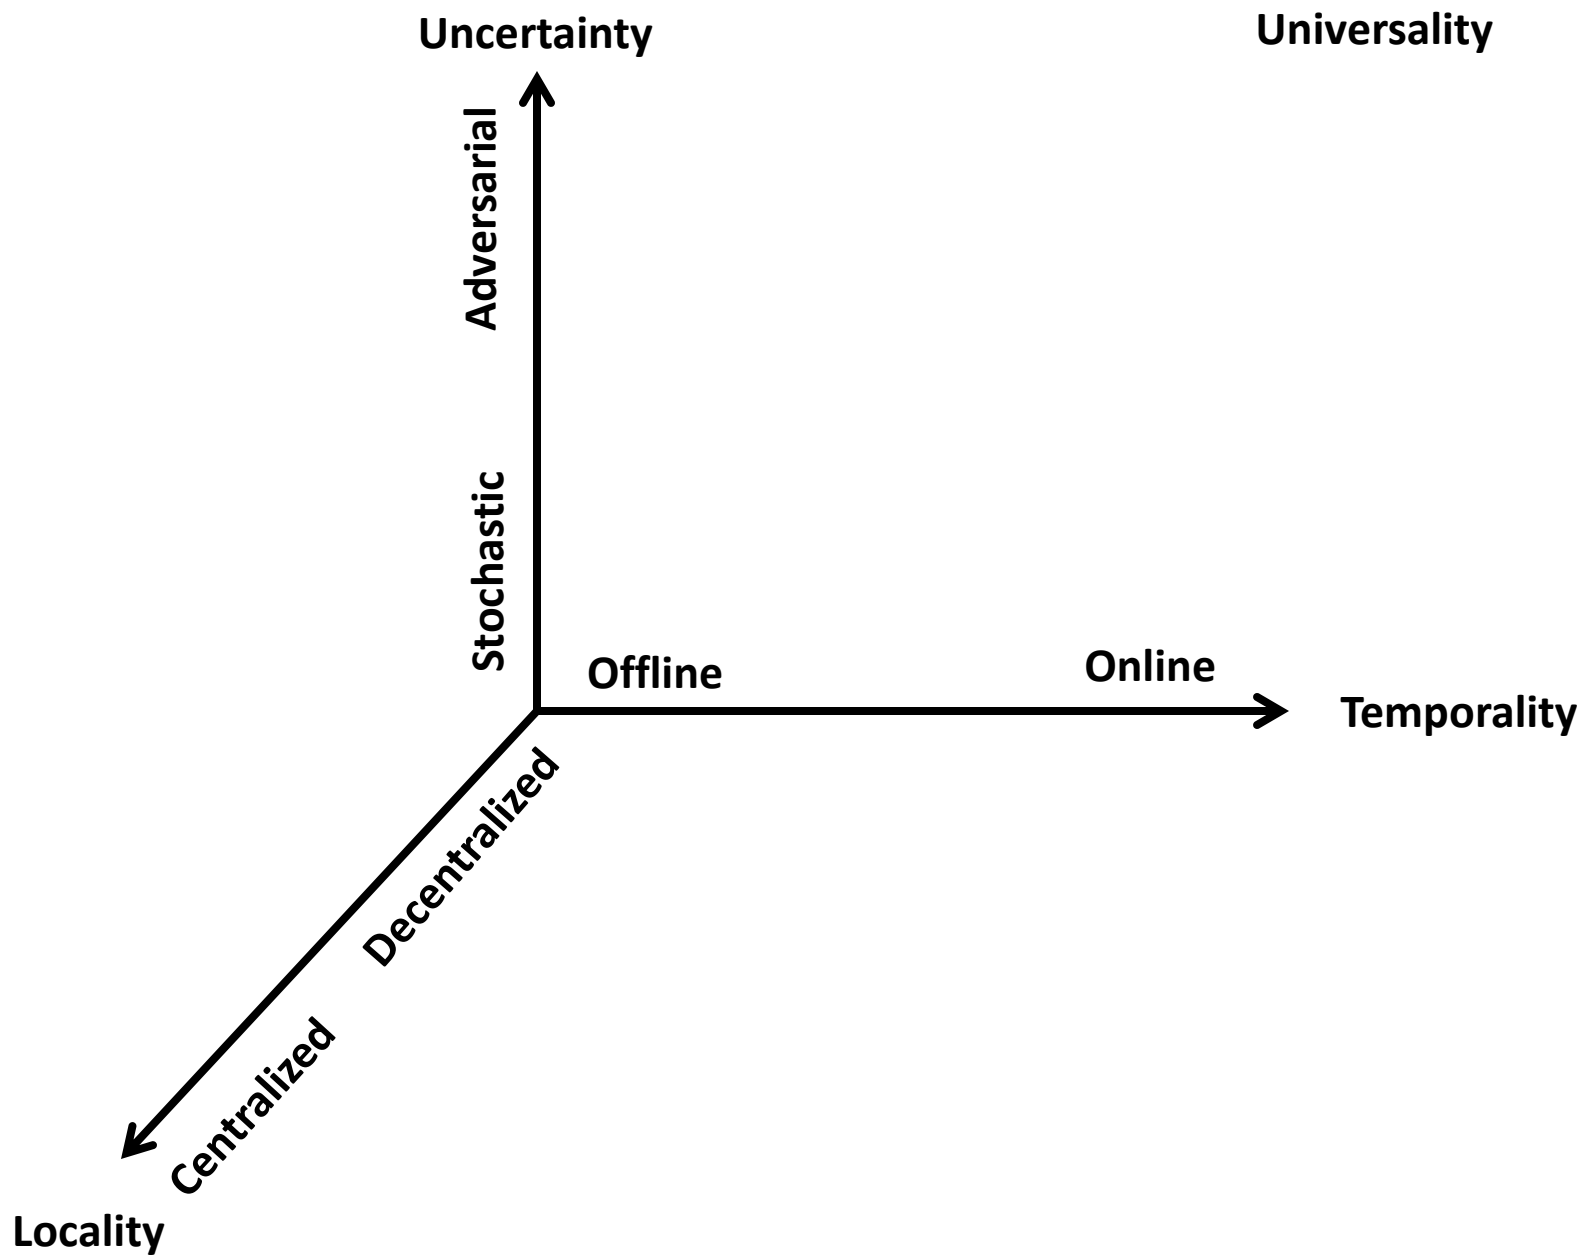 Uncertainty
Universality
Adversarial
Stochastic
Offline
Online
Temporality
Decentralized
Centralized
Locality